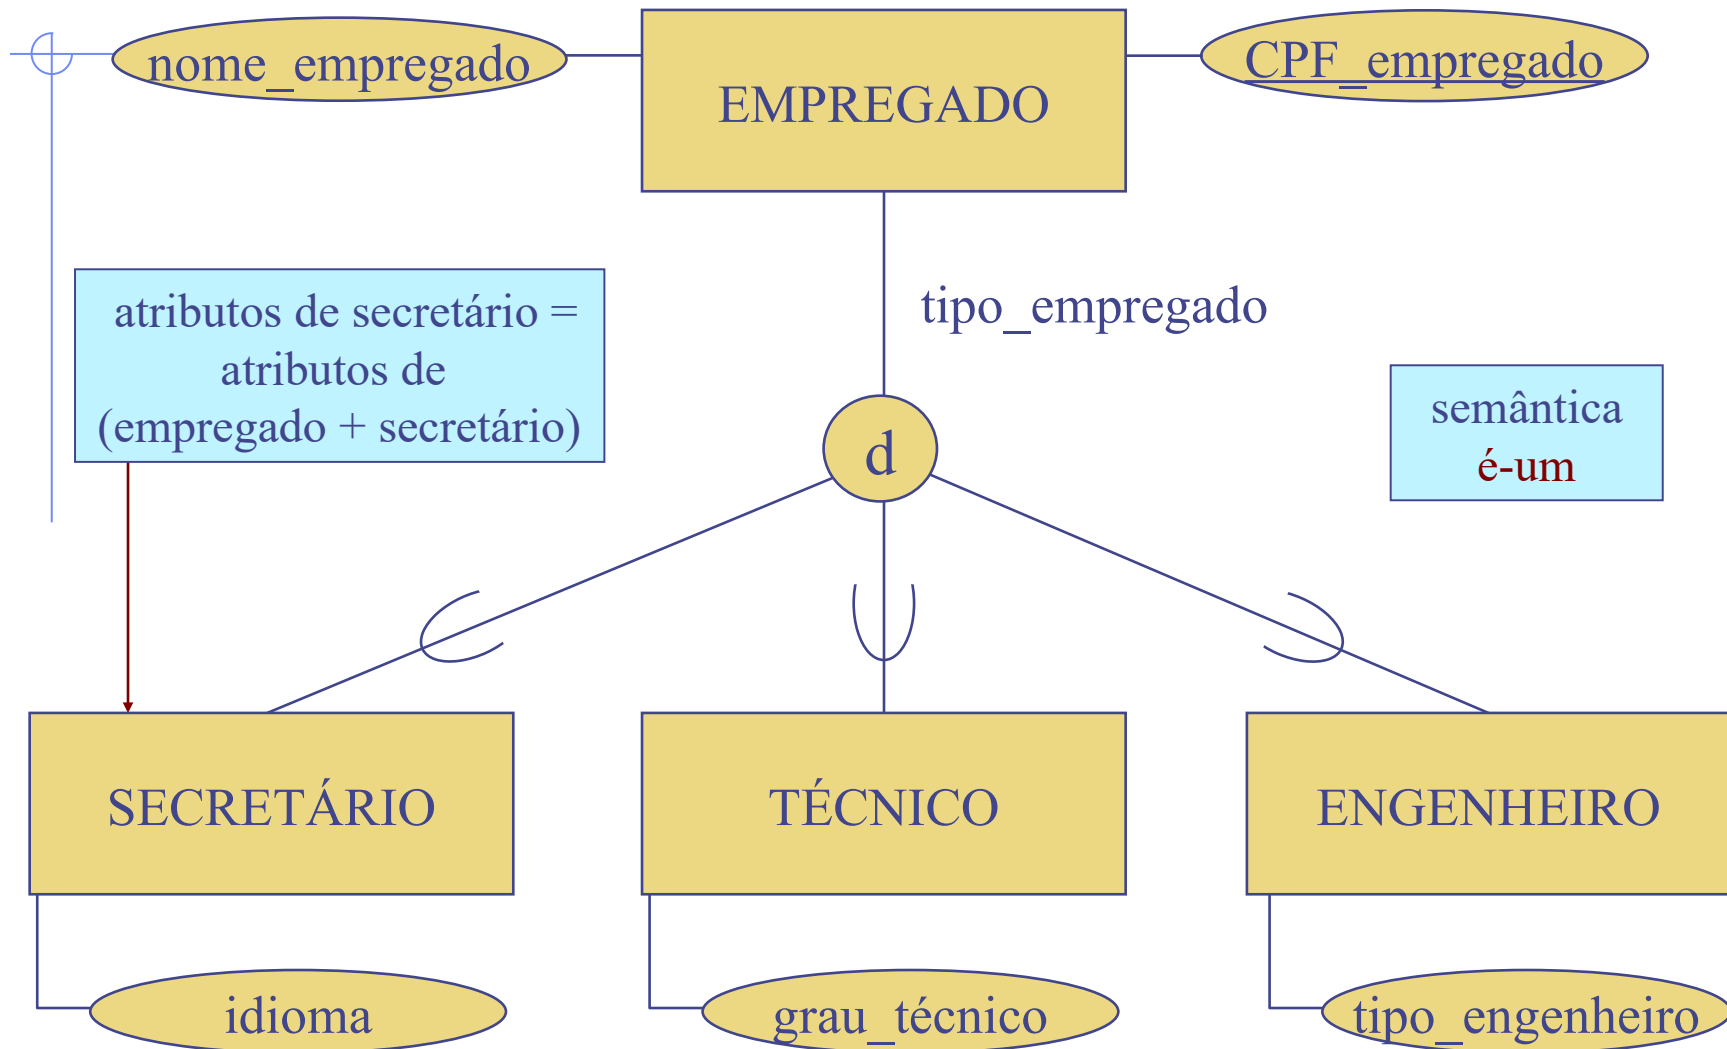 nome_empregado
EMPREGADO
CPF_empregado
atributos de secretário =
atributos de
(empregado + secretário)
tipo_empregado
semântica
é-um
d
SECRETÁRIO
TÉCNICO
ENGENHEIRO
idioma
grau_técnico
tipo_engenheiro